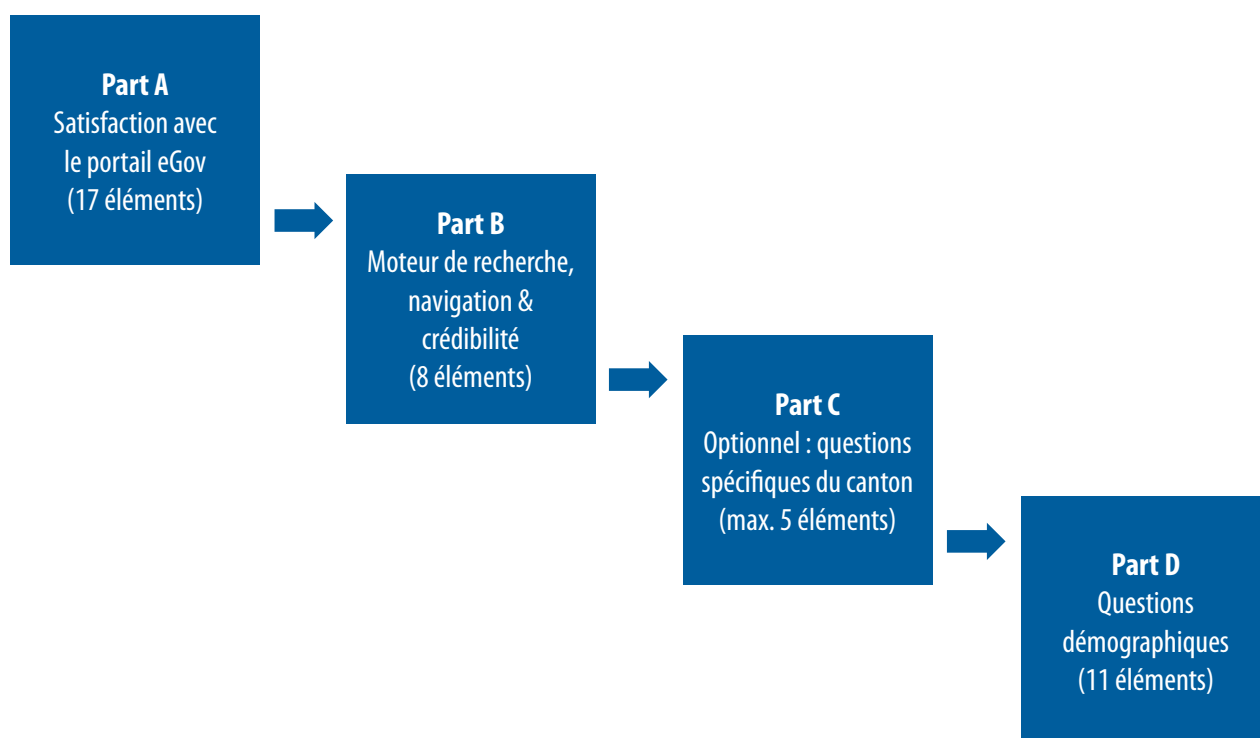 Part A
Satisfaction avec
le portail eGov
(17 éléments)
Part B
Moteur de recherche,
navigation &
crédibilité
(8 éléments)
Part C
Optionnel : questions
spécifiques du canton
(max. 5 éléments)
Part D
Questions
démographiques
(11 éléments)